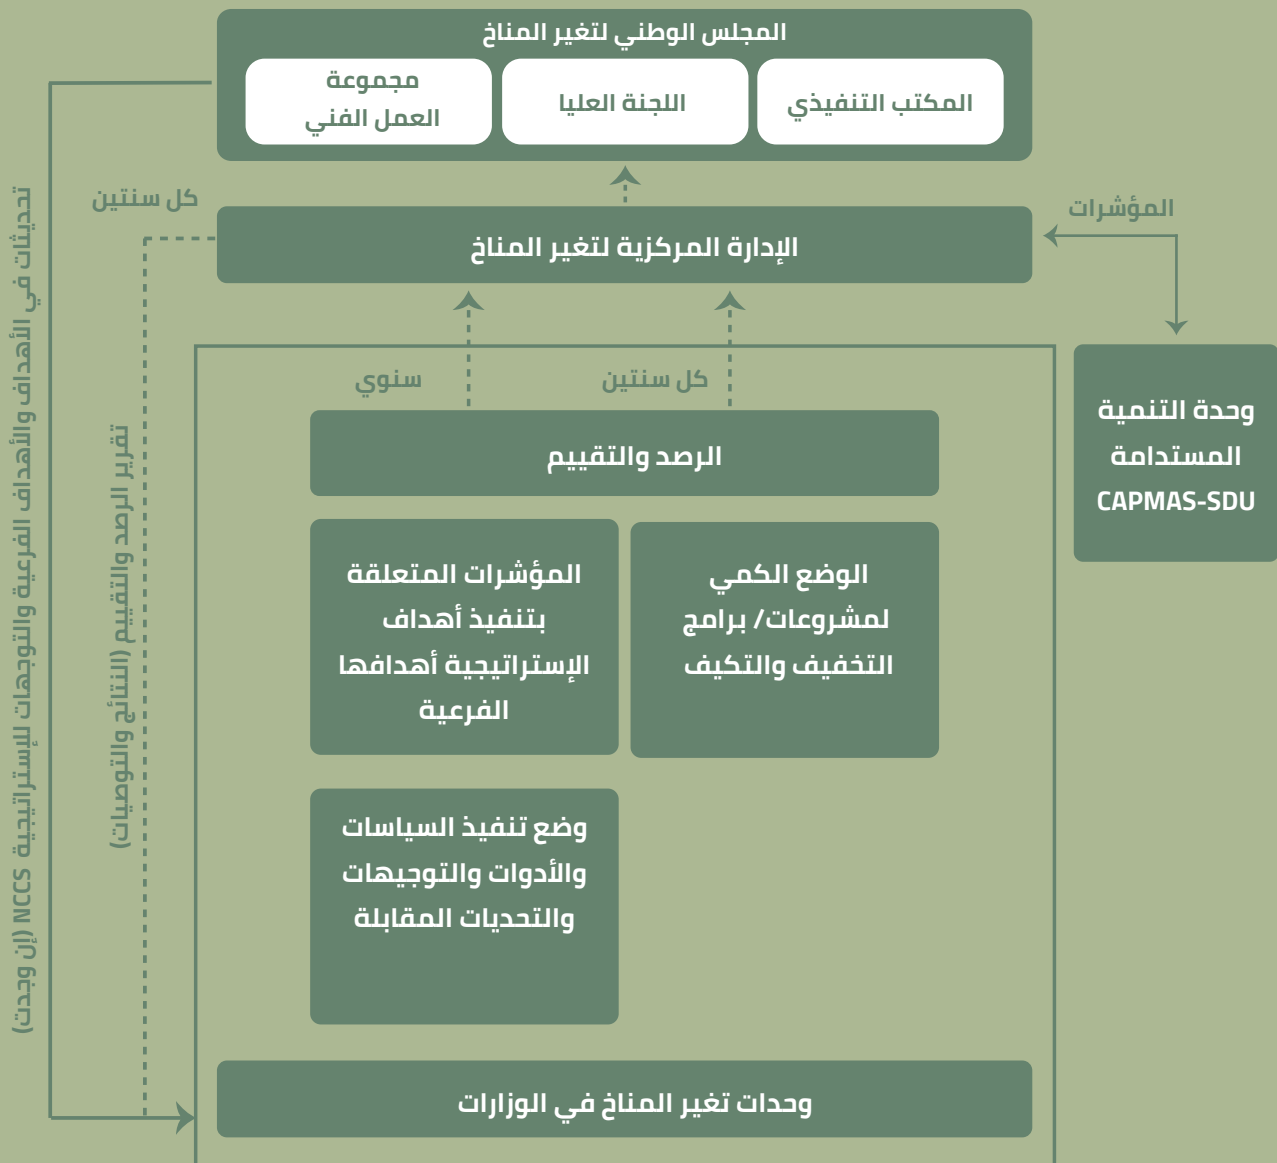 المجلس الوطني لتغير المناخ
المكتب التنفيذي
اللجنة العليا
مجموعة
العمل الفني
كل سنتين
المؤشرات
الإدارة المركزية لتغير المناخ
كل سنتين
سنوي
وحدة التنمية
المستدامة
CAPMAS-SDU
الرصد والتقييم
الوضع الكمي
لمشروعات/ برامج
التخفيف والتكيف
المؤشرات المتعلقة
بتنفيذ أهداف
الإستراتيجية أهدافها
الفرعية
وضع تنفيذ السياسات
والأدوات والتوجيهات
والتحديات المقابلة
وحدات تغير المناخ في الوزارات
تقرير الرصد والتقييم (النتائج والتوصيات)
تحديثات في الأهداف والأهداف الفرعية والتوجهات للإستراتيجية NCCS (إن وجدت)